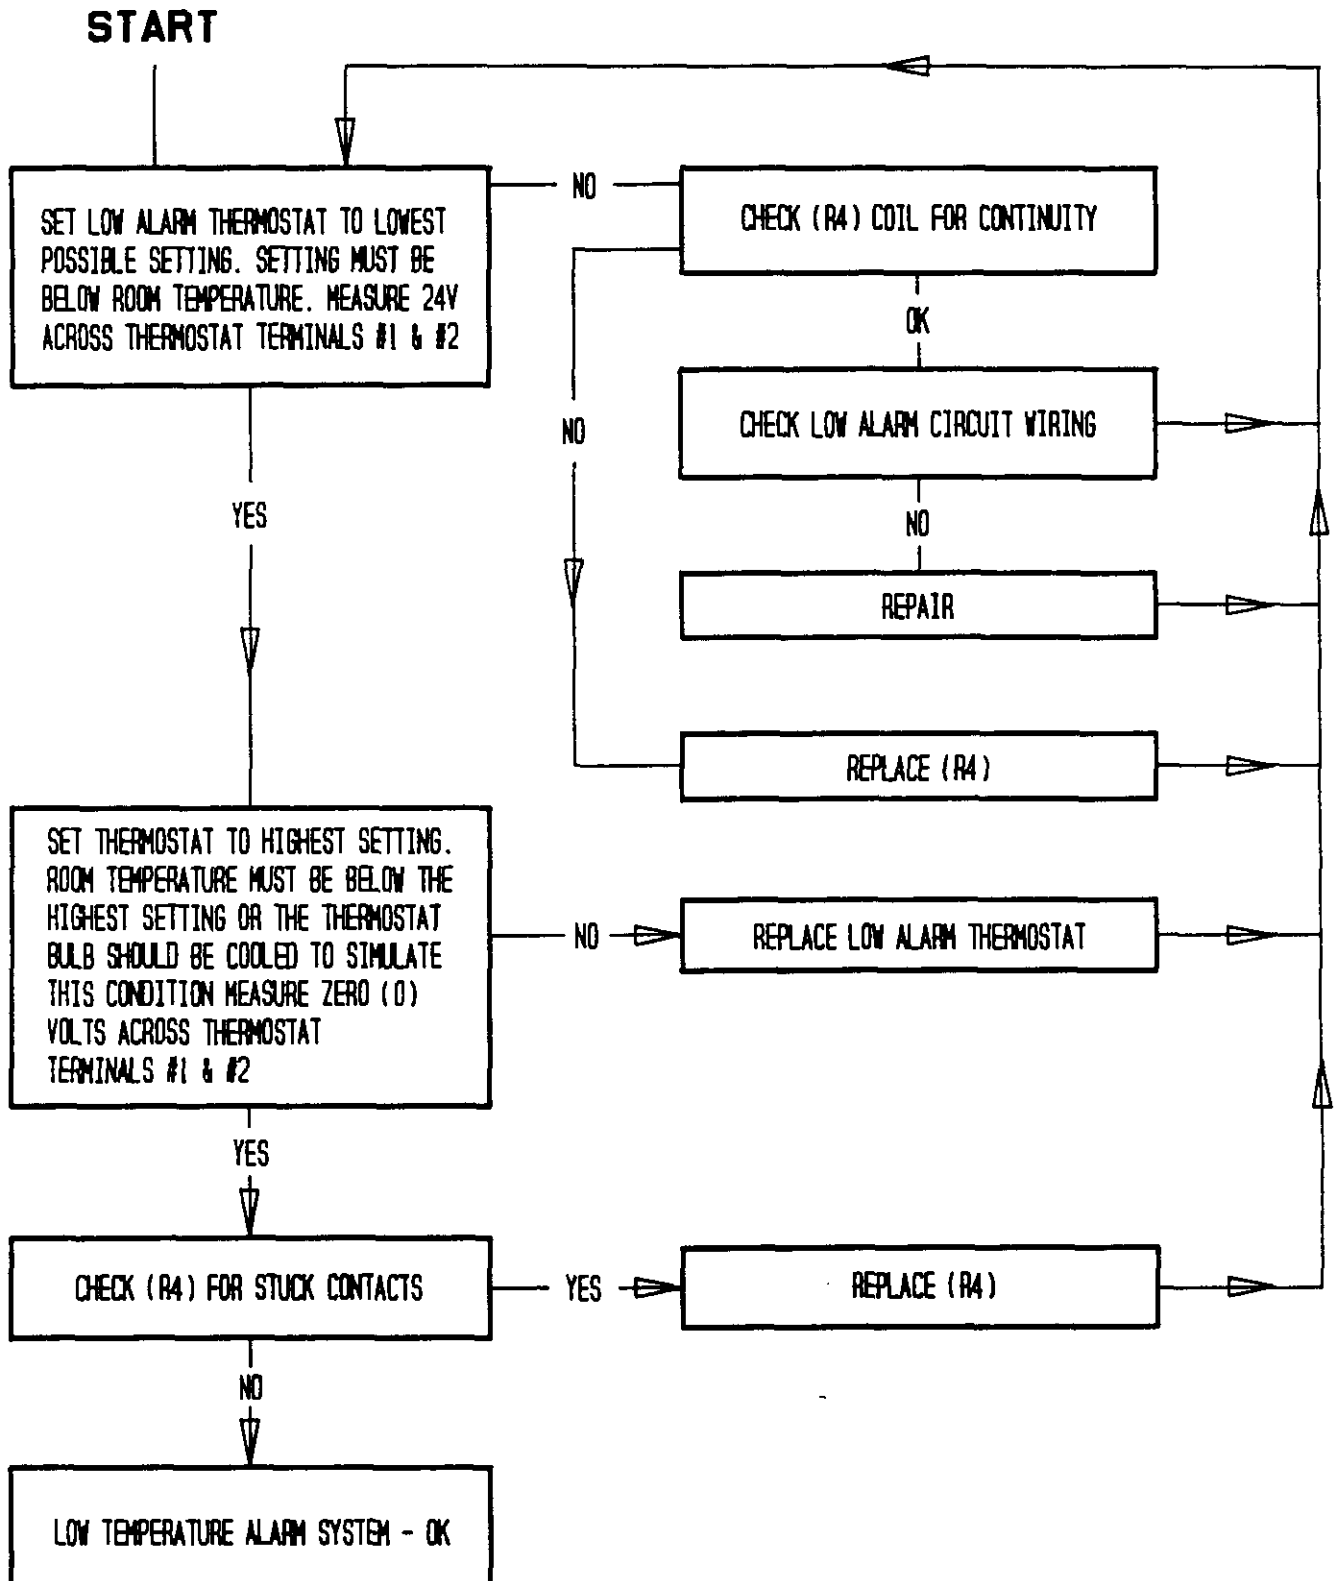 START
SET LOW ALARM THERMOSTAT TO LOWEST
POSSIBLE SETTING. SETTING MUST BE
BELOW ROOM TEMPERATURE. MEASURE 24V
ACROSS THERMOSTAT TERMINALS #1 & #2
NO
CHECK (R4) COIL FOR CONTINUITY
OK
CHECK LOW ALARM CIRCUIT WIRING
NO
YES
NO
REPAIR
REPLACE (R4)
SET THERMOSTAT TO HIGHEST SETTING.
ROOM TEMPERATURE MUST BE BELOW THE
HIGHEST SETTING OR THE THERMOSTAT
BULB SHOULD BE COOLED TO SIMULATE
THIS CONDITION MEASURE ZERO (0)
VOLTS ACROSS THERMOSTAT
TERMINALS #1 & #2
NO
REPLACE LOW ALARM THERMOSTAT
YES
CHECK (R4) FOR STUCK CONTACTS
YES
REPLACE (R4)
NO
LOW TEMPERATURE ALARM SYSTEM - OK